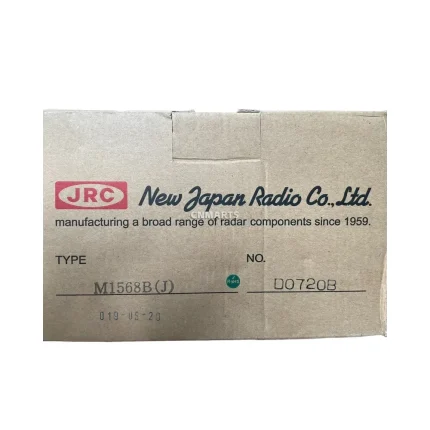 JRC New Japan Radio Co., Ltd.
CNMARTS
manufacturing a broad range of radar components since 1959.
TYPE NO.
M1568B(J) D0720B